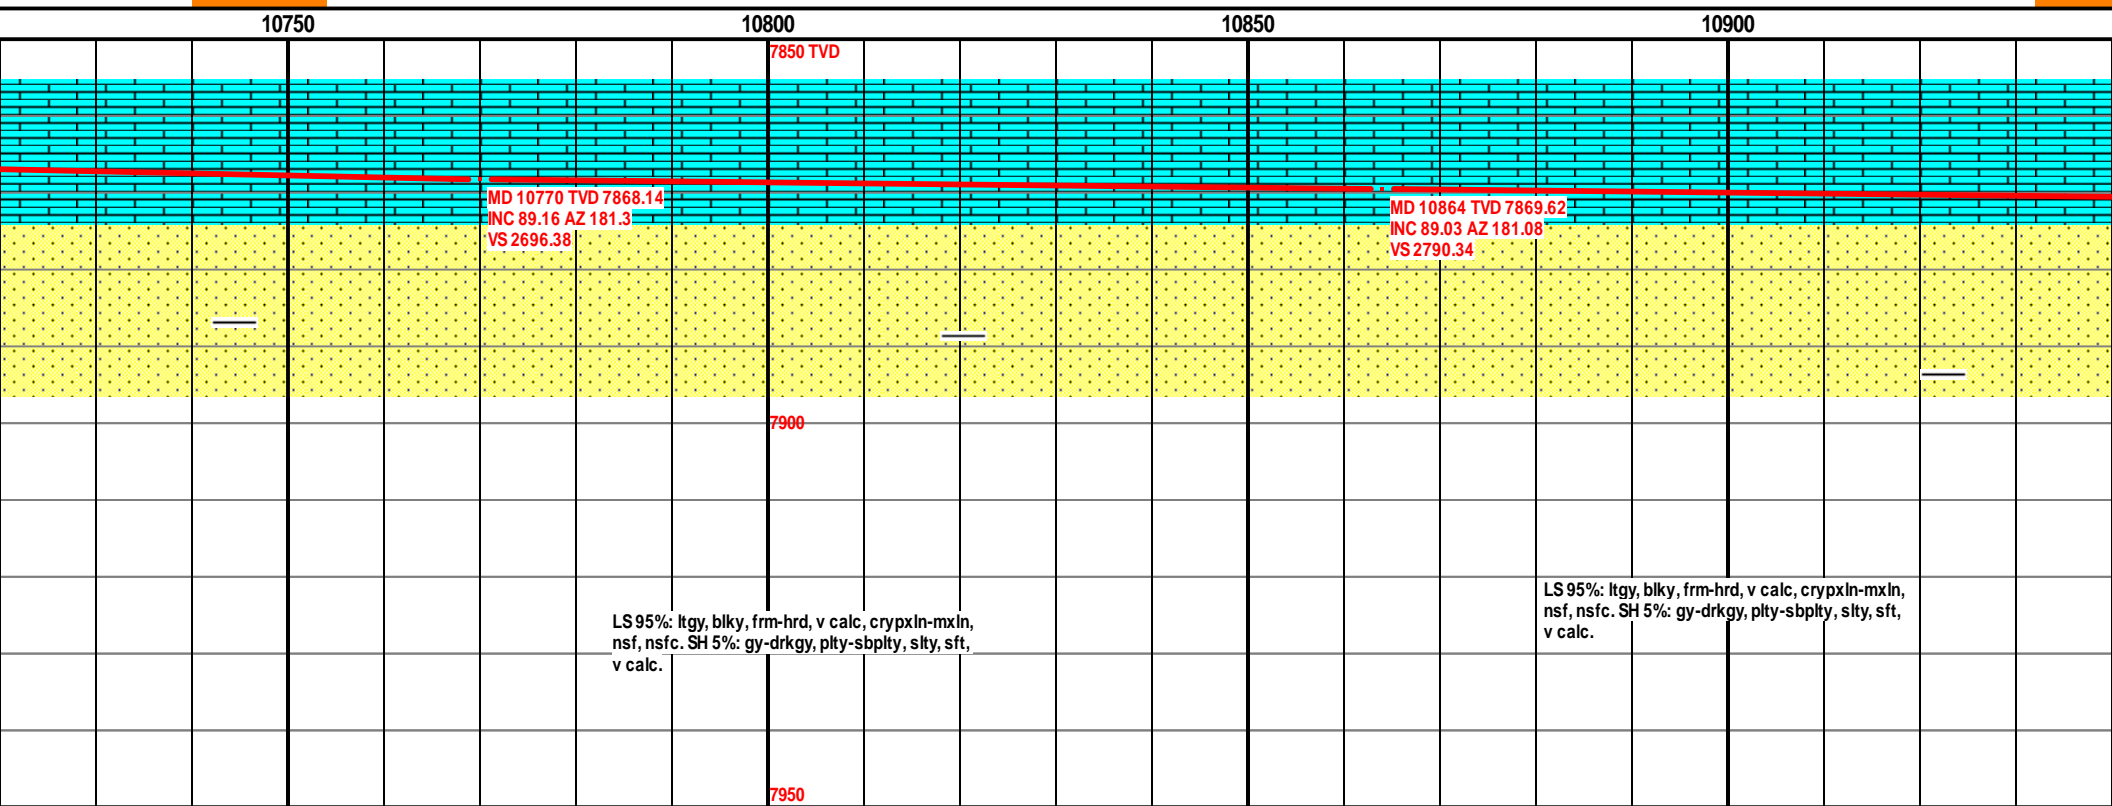 10750 10800 10850 10900
7850 TVD
MD 10770 TVD 7868.14
INC 89.16 AZ 181.3
VS 2696.38
MD 10864 TVD 7869.62
INC 89.03 AZ 181.08
VS 2790.34
7900
LS 95%: ltgy, blky, frm-hrd, v calc, crypxln-mxln,
nsf, nsfc. SH 5%: gy-drkgy, plty-sbplty, slty, sft,
v calc.
LS 95%: ltgy, blky, frm-hrd, v calc, crypxln-mxln,
nsf, nsfc. SH 5%: gy-drkgy, plty-sbplty, slty, sft,
v calc.
7950